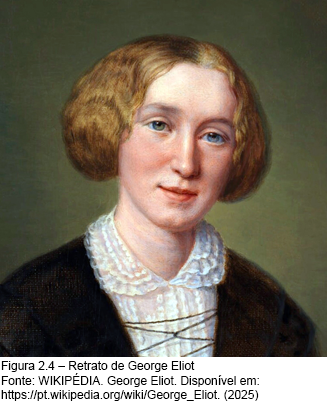 Figura 2.4 – Retrato de George Eliot
Fonte: WIKIPÉDIA. George Eliot. Disponível em:
https://pt.wikipedia.org/wiki/George_Eliot. (2025)